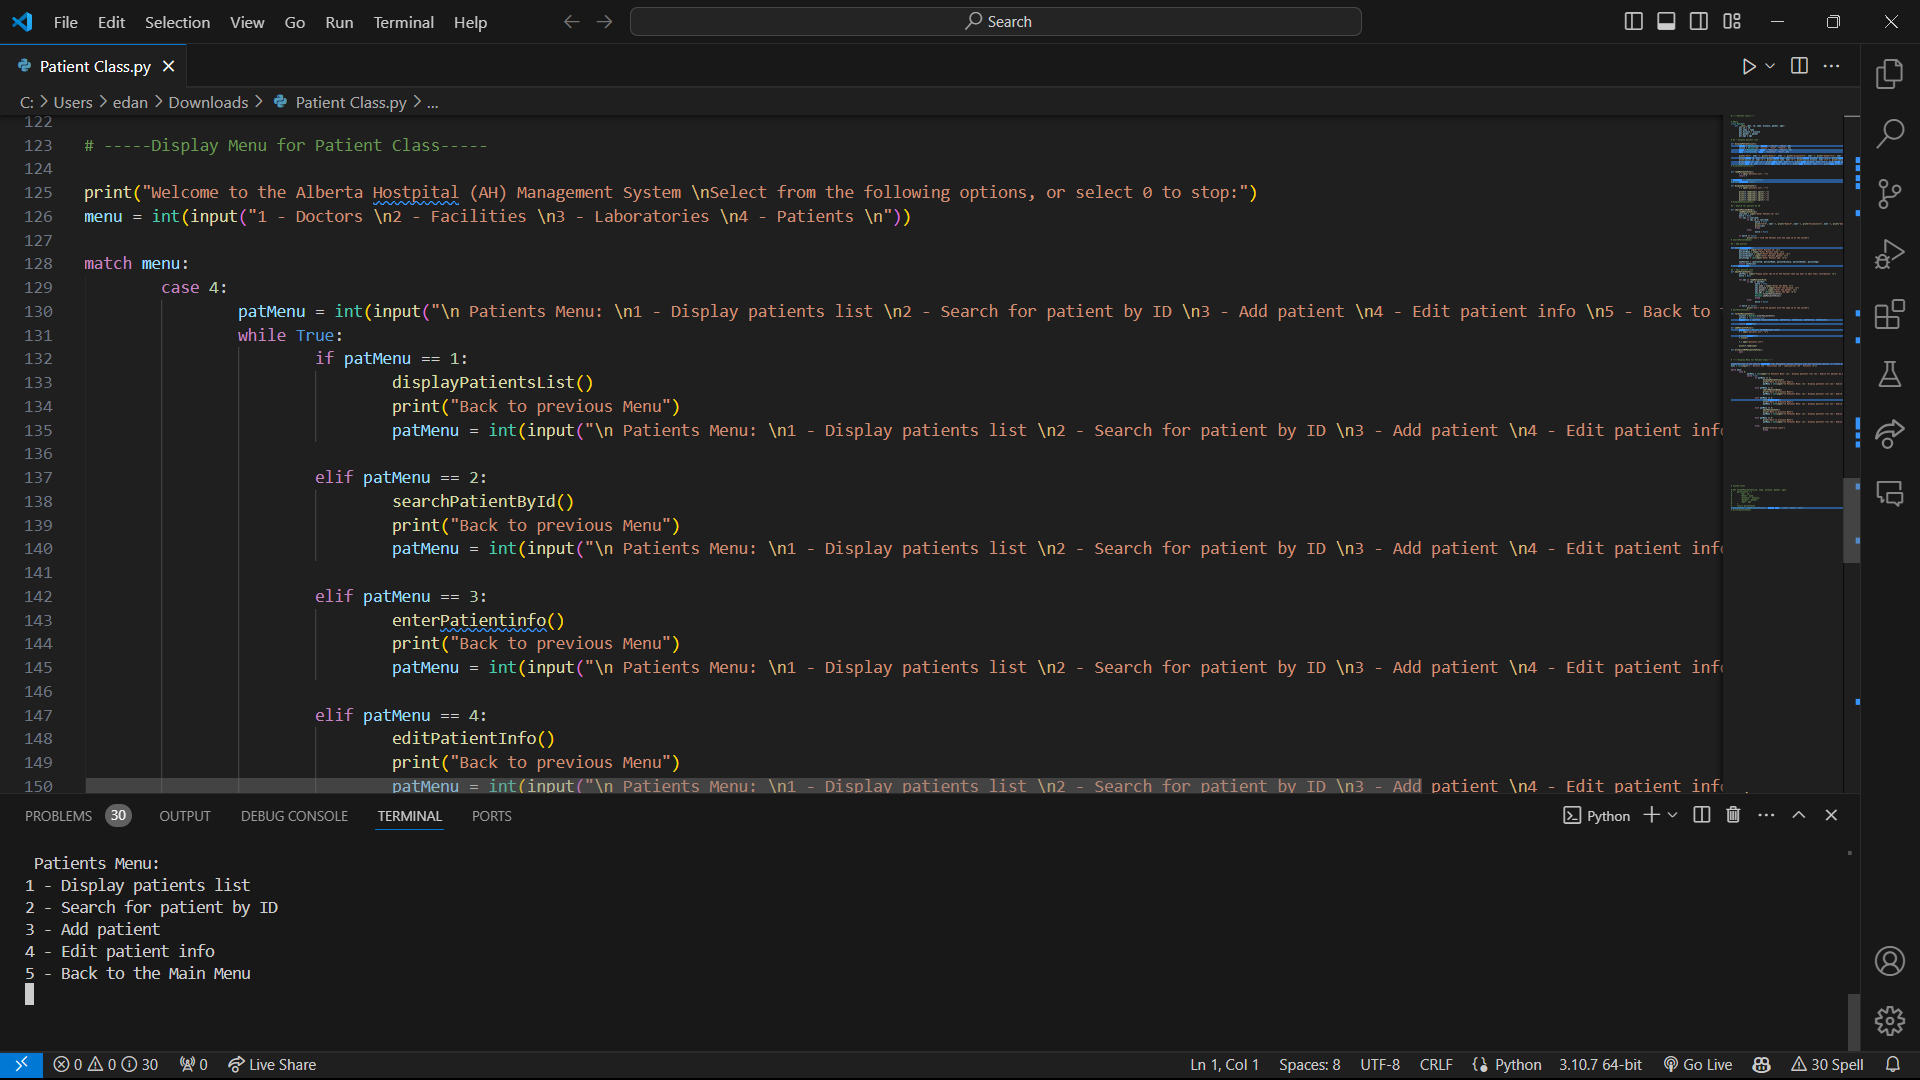 File Edit Selection View Go Run Terminal Help Search
Patient Class.py
C: > Users > edan > Downloads > Patient Class.py > ...
122
123 # -----Display Menu for Patient Class-----
124
125 print("Welcome to the Alberta Hostpital (AH) Management System \nSelect from the following options, or select 0 to stop:")
126 menu = int(input("1 - Doctors \n2 - Facilities \n3 - Laboratories \n4 - Patients \n"))
127
128 match menu:
129 case 4:
130 patMenu = int(input("\n Patients Menu: \n1 - Display patients list \n2 - Search for patient by ID \n3 - Add patient \n4 - Edit patient info \n5 - Back to
131 while True:
132 if patMenu == 1:
133 displayPatientsList()
134 print("Back to previous Menu")
135 patMenu = int(input("\n Patients Menu: \n1 - Display patients list \n2 - Search for patient by ID \n3 - Add patient \n4 - Edit patient info
136
137 elif patMenu == 2:
138 searchPatientById()
139 print("Back to previous Menu")
140 patMenu = int(input("\n Patients Menu: \n1 - Display patients list \n2 - Search for patient by ID \n3 - Add patient \n4 - Edit patient info
141
142 elif patMenu == 3:
143 enterPatientinfo()
144 print("Back to previous Menu")
145 patMenu = int(input("\n Patients Menu: \n1 - Display patients list \n2 - Search for patient by ID \n3 - Add patient \n4 - Edit patient info
146
147 elif patMenu == 4:
148 editPatientInfo()
149 print("Back to previous Menu")
150 patMenu = int(input("\n Patients Menu: \n1 - Display patients list \n2 - Search for patient by ID \n3 - Add patient \n4 - Edit patient info
PROBLEMS 30 OUTPUT DEBUG CONSOLE TERMINAL PORTS Python
Patients Menu:
1 - Display patients list
2 - Search for patient by ID
3 - Add patient
4 - Edit patient info
5 - Back to the Main Menu
0 0 30 0 Live Share Ln 1, Col 1 Spaces: 8 UTF-8 CRLF Python 3.10.7 64-bit Go Live 30 Spell